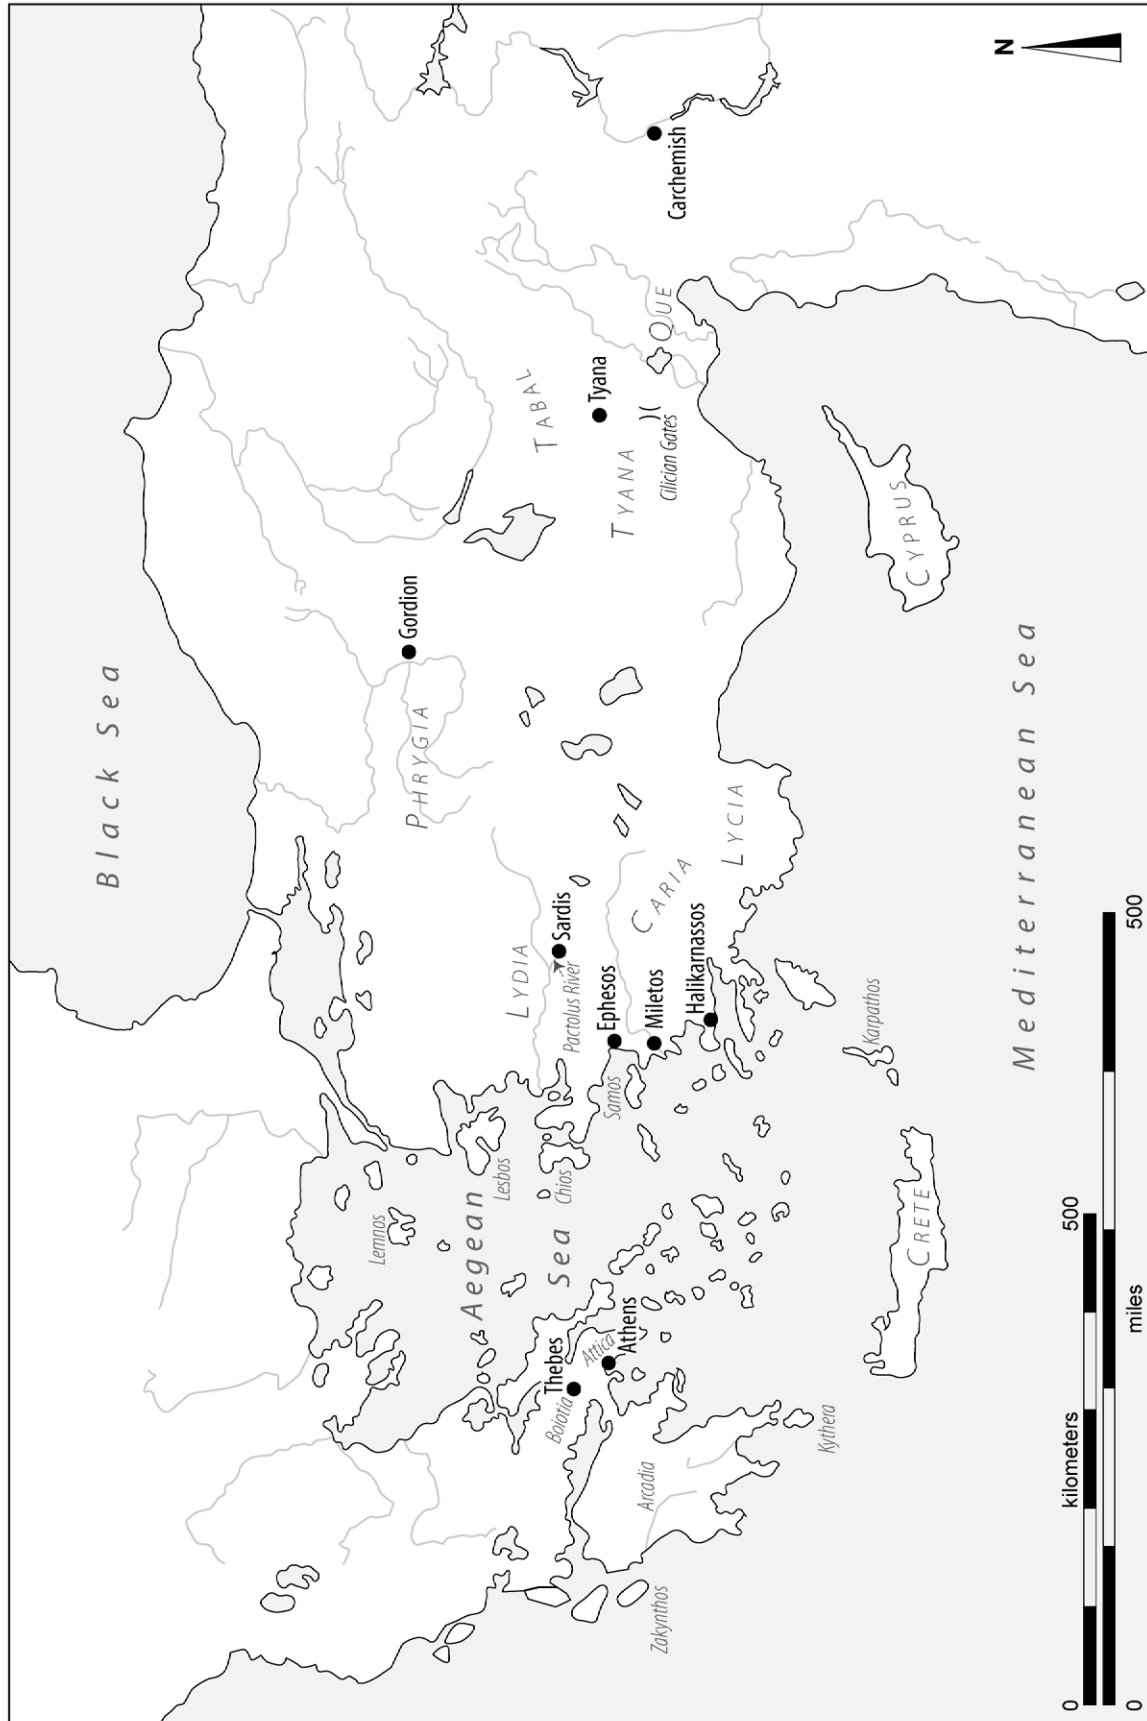 Black Sea
N
PHRYGIA
Gordion
Carchemish
TABAL
Tyana
TYANA
QUE
Cilician Gates
LYDIA
Sardis
Pactolus River
Ephesos
Miletos
CARIA
Halikarnassos
LYCIA
Lemnos
Lesbos
Aegean
Sea
Chios
Samos
Thebes
Boiotia
Attica
Athens
Arcadia
Zakynthos
Kythera
Karpathos
CRETE
CYPRUS
Mediterranean Sea
0 kilometers 500
0 miles 500